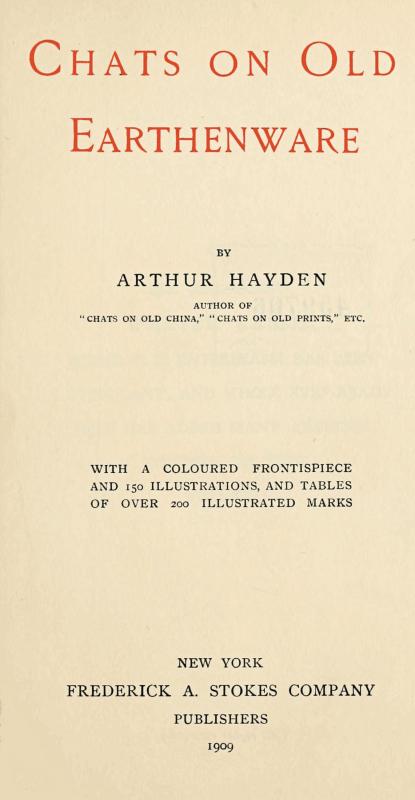 CHATS ON OLD
EARTHENWARE
BY
ARTHUR HAYDEN
AUTHOR OF
"CHATS ON OLD CHINA," "CHATS ON OLD PRINTS," ETC.
WITH A COLOURED FRONTISPIECE
AND 150 ILLUSTRATIONS, AND TABLES
OF OVER 200 ILLUSTRATED MARKS
NEW YORK
FREDERICK A. STOKES COMPANY
PUBLISHERS
1909